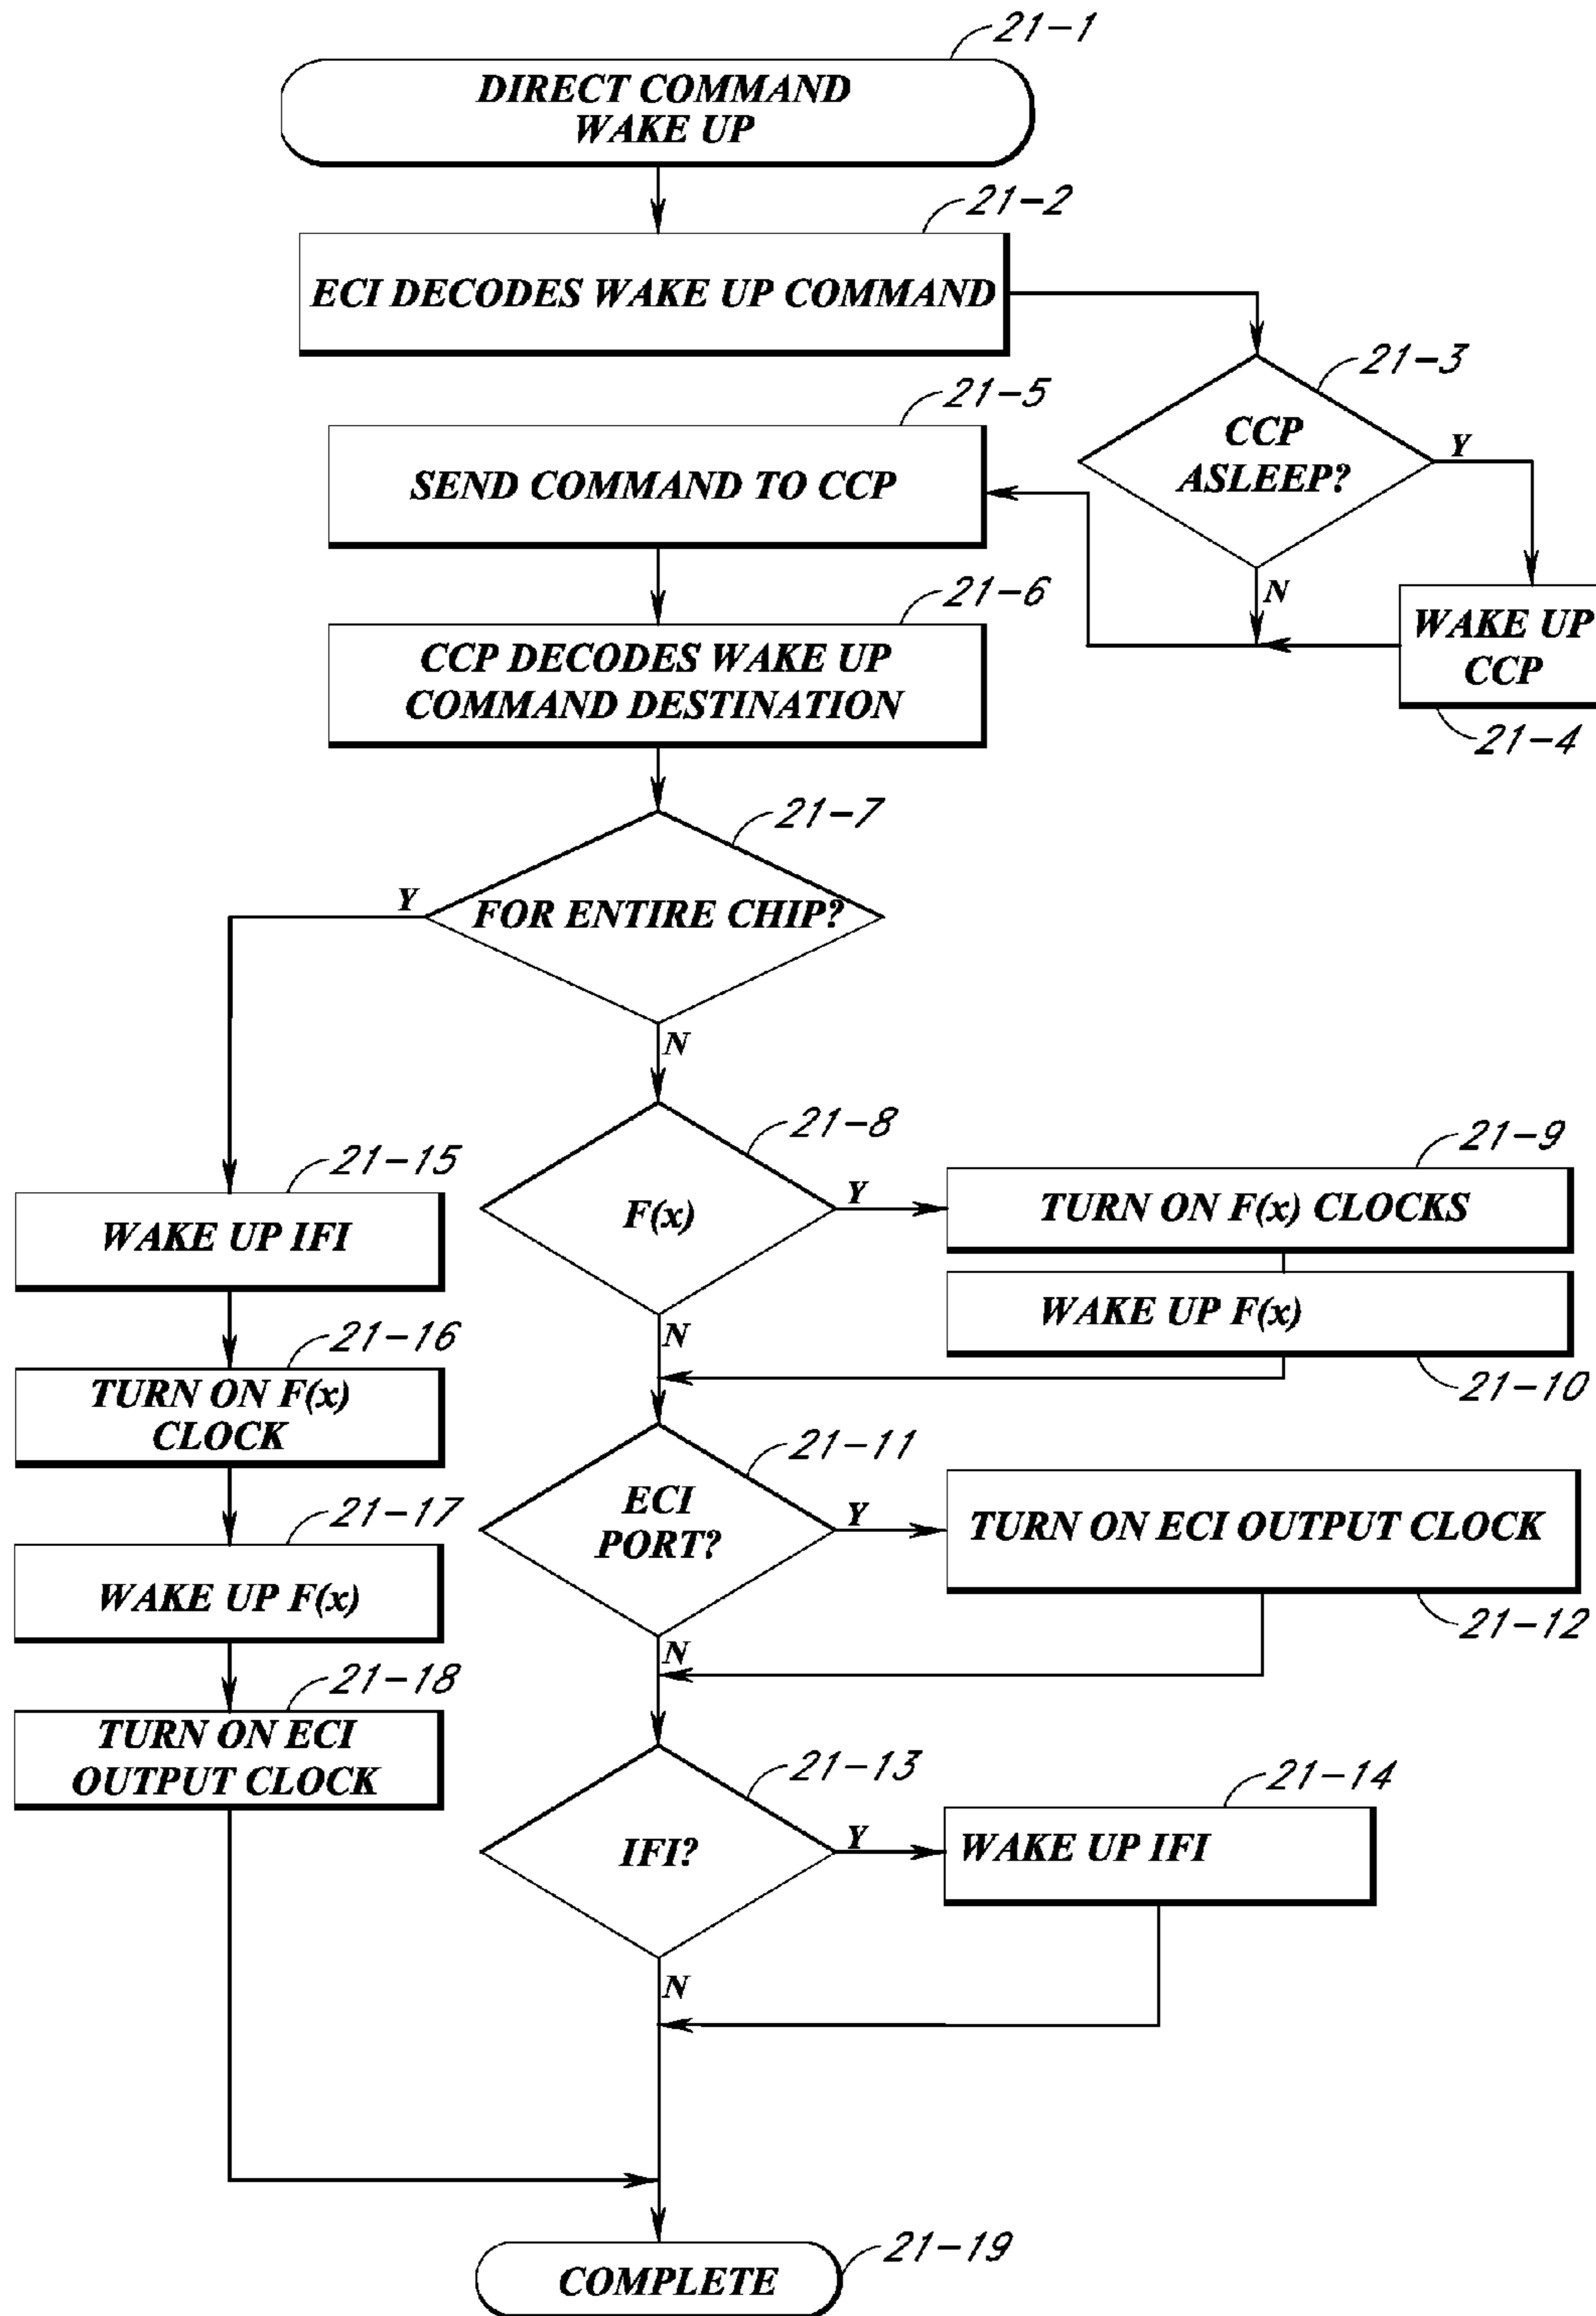 21-1
DIRECT COMMAND
WAKE UP
21-2
ECI DECODES WAKE UP COMMAND
21-3
CCP
ASLEEP?
Y
N
21-5
SEND COMMAND TO CCP
WAKE UP
CCP
21-4
21-6
CCP DECODES WAKE UP
COMMAND DESTINATION
21-7
FOR ENTIRE CHIP?
Y
N
21-8
F(x)
Y
N
21-9
TURN ON F(x) CLOCKS
WAKE UP F(x)
21-10
21-15
WAKE UP IFI
21-16
TURN ON F(x)
CLOCK
21-17
WAKE UP F(x)
21-18
TURN ON ECI
OUTPUT CLOCK
21-11
ECI
PORT?
Y
N
TURN ON ECI OUTPUT CLOCK
21-12
21-13
IFI?
Y
N
21-14
WAKE UP IFI
21-19
COMPLETE